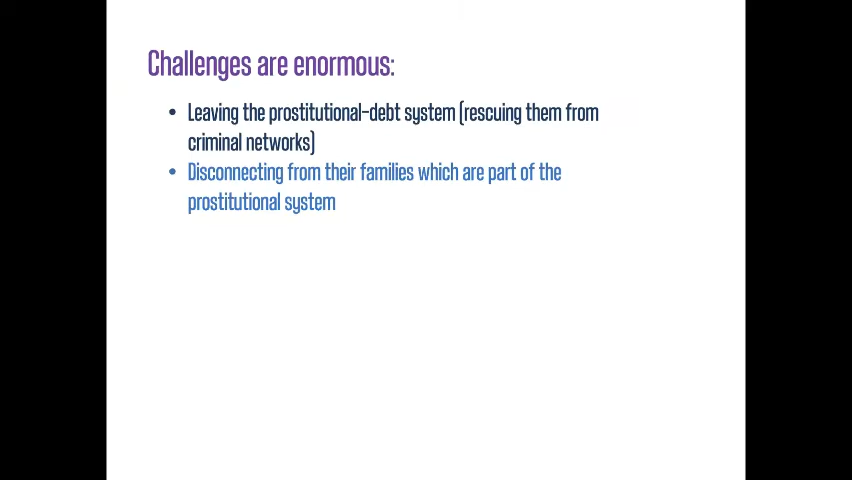 Challenges are enormous:
• Leaving the prostitutional-debt system (rescuing them from
criminal networks)
• Disconnecting from their families which are part of the
prostitutional system